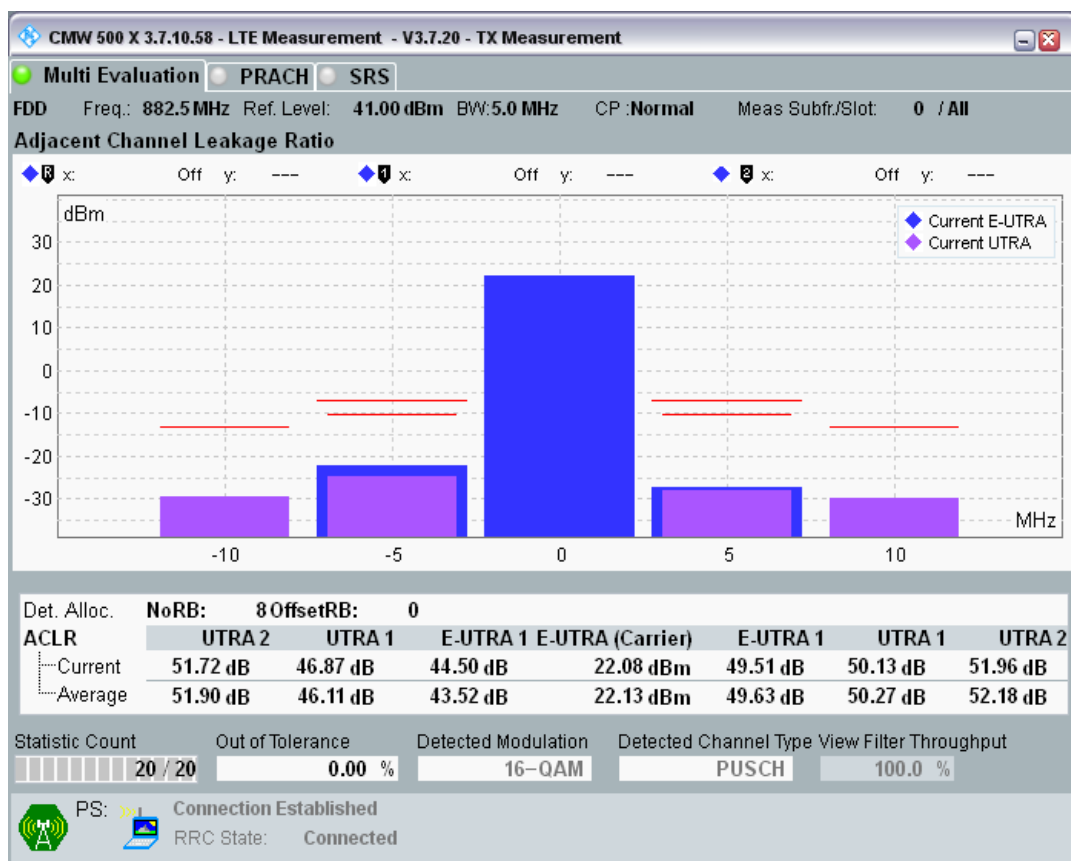 CMW 500 X 3.7.10.58 - LTE Measurement - V3.7.20 - TX Measurement
Multi Evaluation PRACH SRS
FDD Freq.: 882.5 MHz Ref. Level: 41.00 dBm BW:5.0 MHz CP :Normal Meas Subfr./Slot: 0 / All
Adjacent Channel Leakage Ratio
R x: Off y: --- 1 x: Off y: --- 2 x: Off y: ---
dBm
Current E-UTRA
Current UTRA
30
20
10
0
-10
-20
-30
MHz
-10 -5 0 5 10
Det. Alloc. NoRB: 8 OffsetRB: 0
ACLR UTRA 2 UTRA 1 E-UTRA 1 E-UTRA (Carrier) E-UTRA 1 UTRA 1 UTRA 2
Current 51.72 dB 46.87 dB 44.50 dB 22.08 dBm 49.51 dB 50.13 dB 51.96 dB
Average 51.90 dB 46.11 dB 43.52 dB 22.13 dBm 49.63 dB 50.27 dB 52.18 dB
Statistic Count Out of Tolerance Detected Modulation Detected Channel Type View Filter Throughput
20 / 20 0.00 % 16-QAM PUSCH 100.0 %
PS: Connection Established
RRC State: Connected